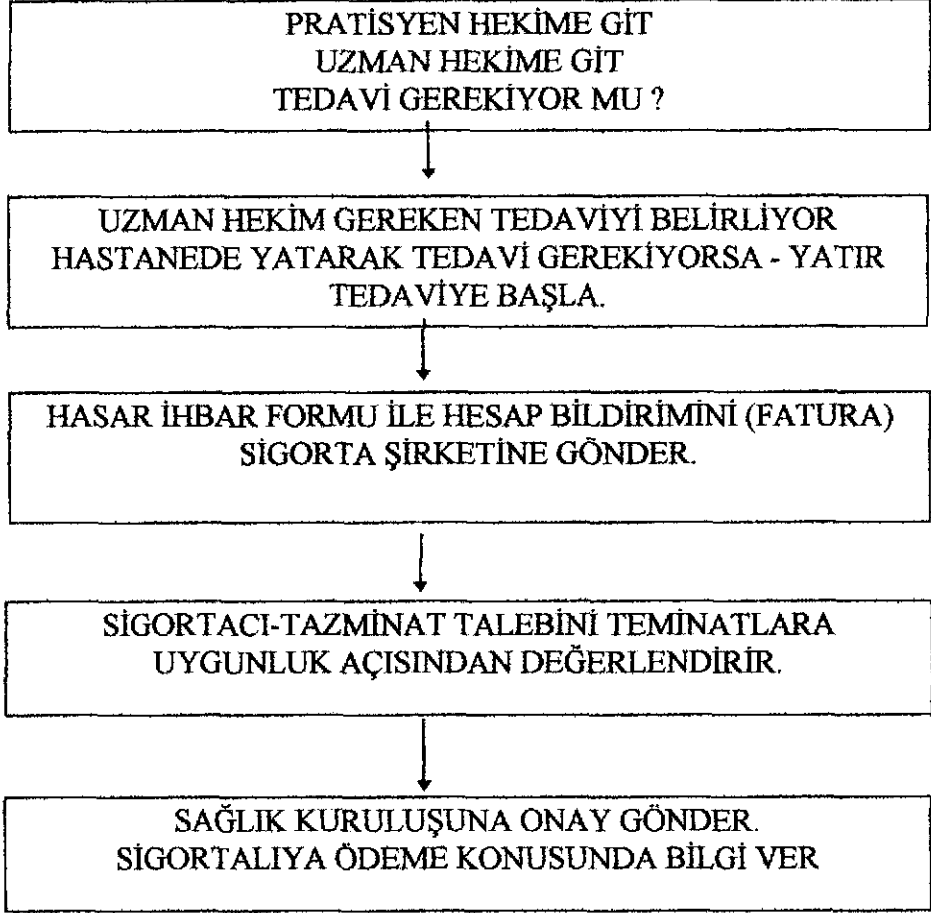 PRATİSYEN HEKİME GİT
UZMAN HEKİME GİT
TEDAVİ GEREKİYOR MU ?
UZMAN HEKİM GEREKEN TEDAVİYİ BELİRLİYOR
HASTANEDE YATARAK TEDAVİ GEREKİYORSA - YATIR
TEDAVİYE BAŞLA.
HASAR İHBAR FORMU İLE HESAP BİLDİRİMİNİ (FATURA)
SİGORTA ŞİRKETİNE GÖNDER.
SİGORTACI-TAZMİNAT TALEBİNİ TEMİNATLARA
UYGUNLUK AÇISINDAN DEĞERLENDİRİR.
SAĞLIK KURULUŞUNA ONAY GÖNDER.
SİGORTALIYA ÖDEME KONUSUNDA BİLGİ VER